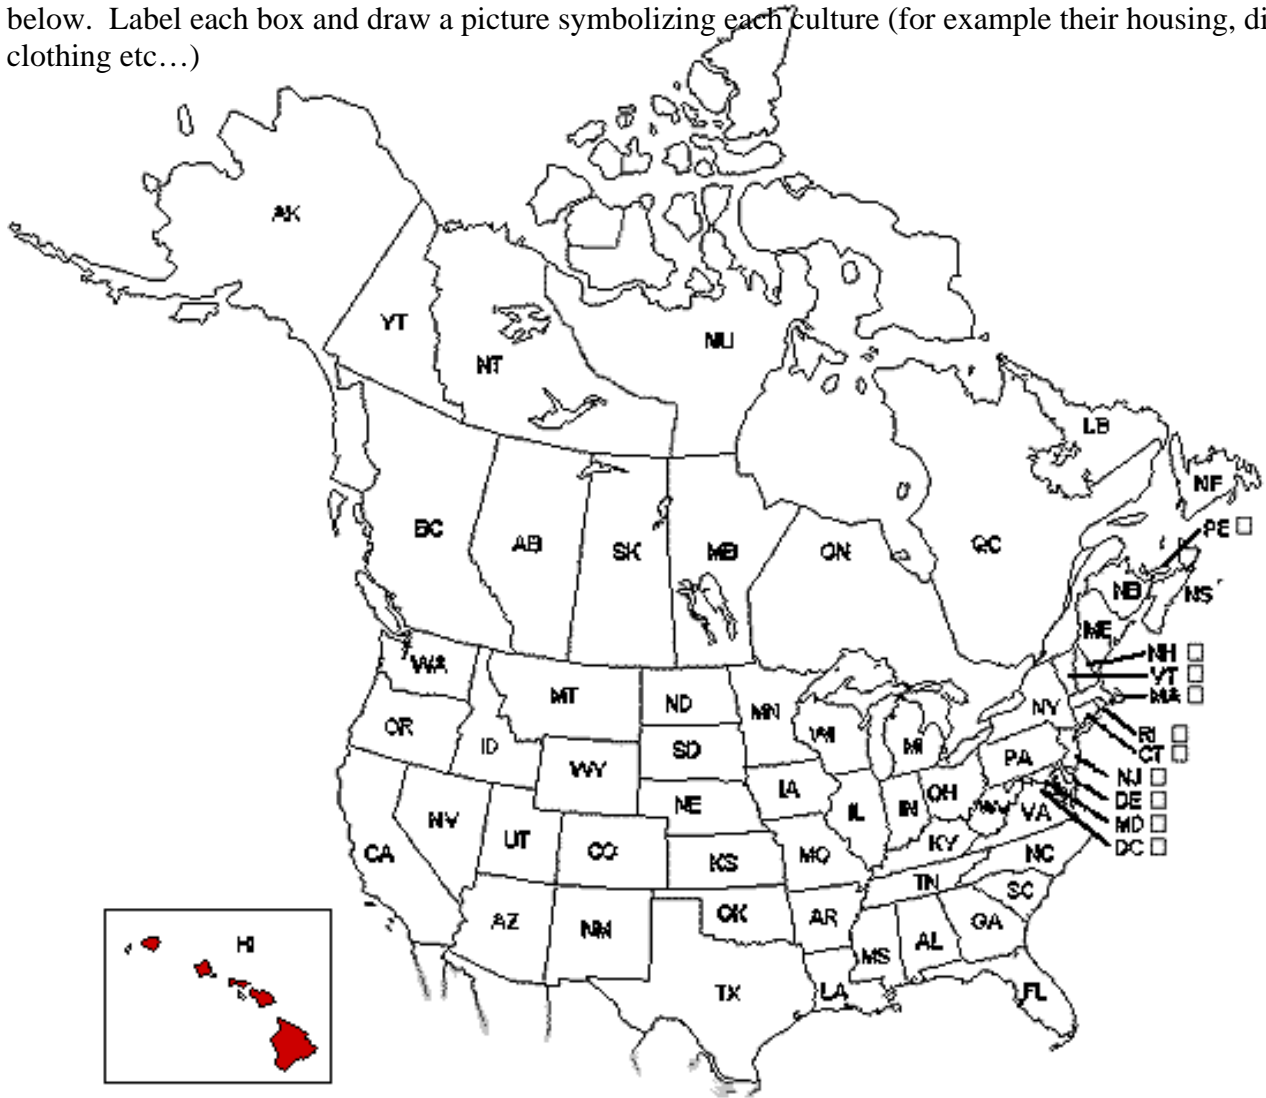 below.  Label each box and draw a picture symbolizing each culture (for example their housing, di
clothing etc…)
AK
YT
NT
NU
LB
NF
PE
BC
AB
SK
MB
ON
QC
NB
NS
ME
NH
VT
MA
WA
MT
ND
MN
NY
OR
ID
SD
WI
MI
RI
CT
WY
PA
NJ
IA
NE
OH
DE
NV
UT
CO
IL
IN
WV
VA
MD
CA
KS
MO
KY
DC
NC
TN
SC
AZ
NM
OK
AR
GA
HI
MS
AL
TX
LA
FL